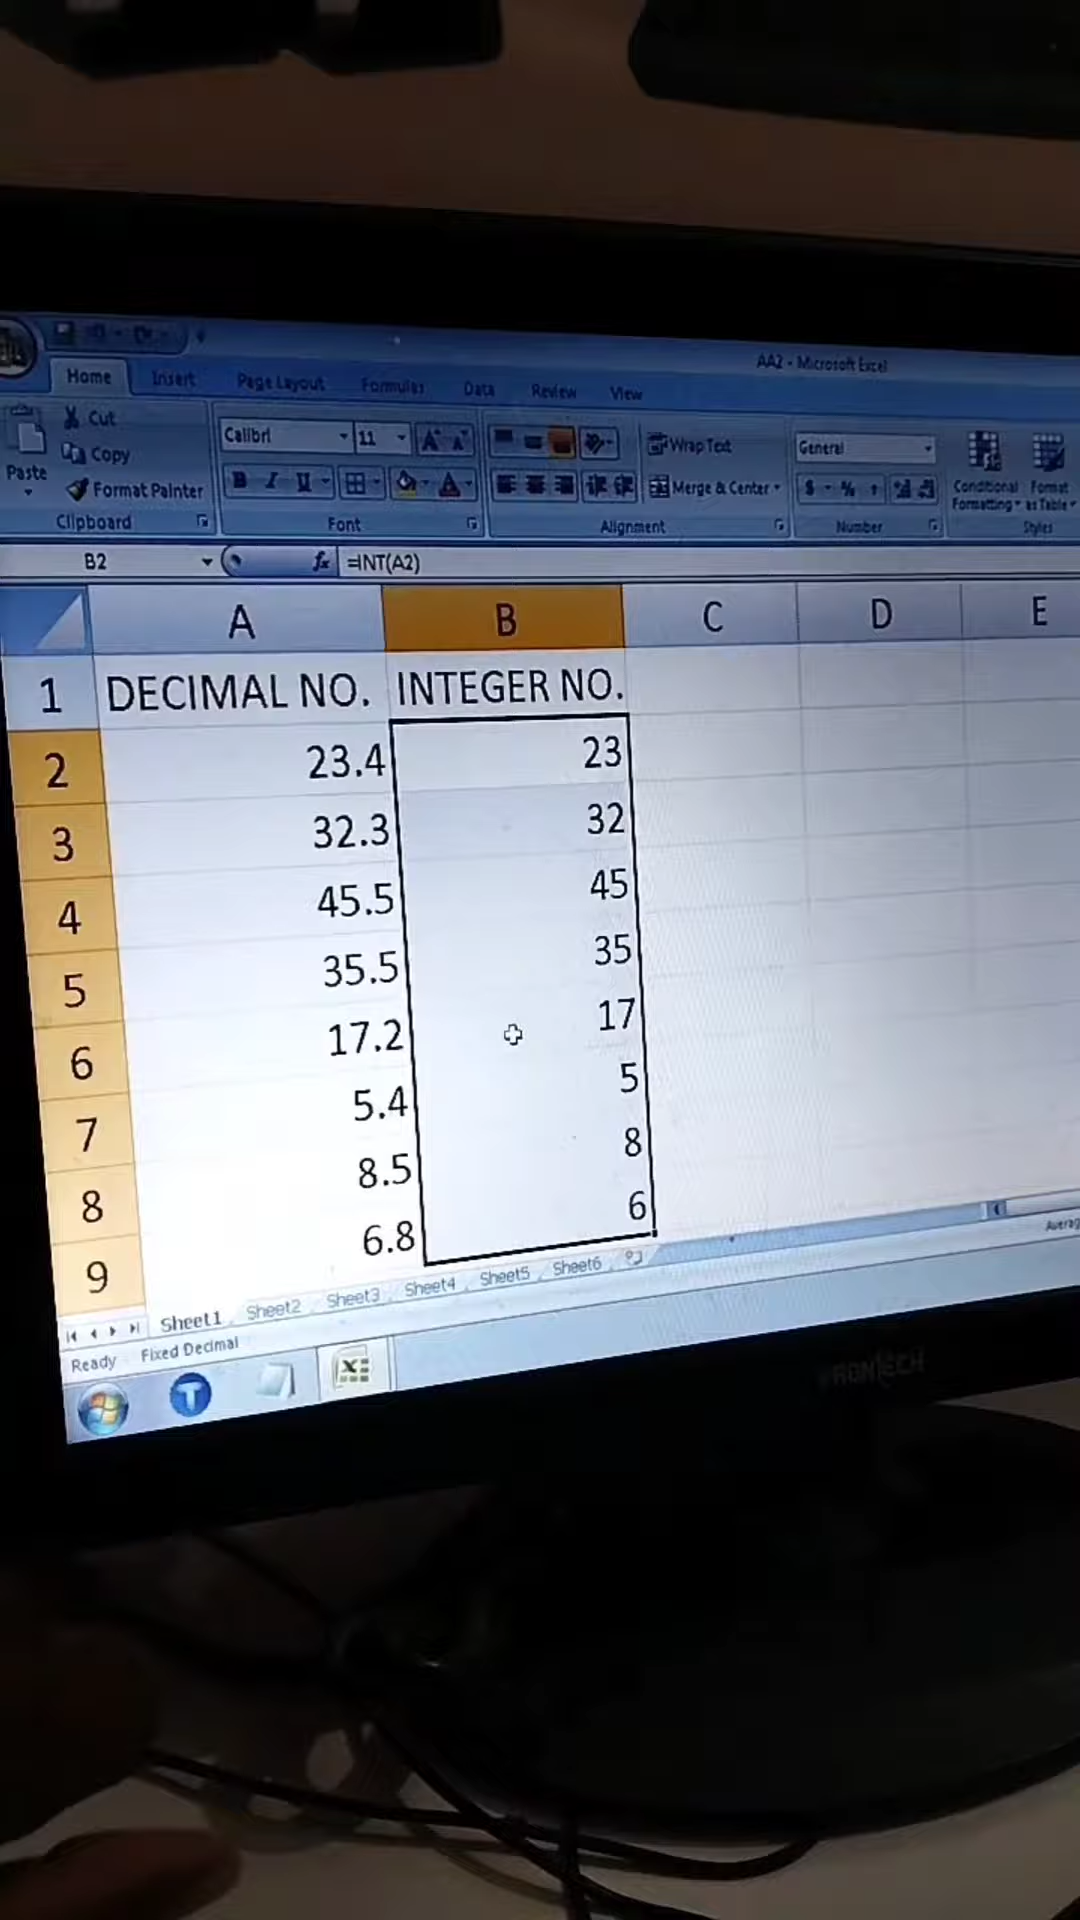 AA2 - Microsoft Excel
Home Insert Page Layout Formulas Data Review View
Cut
Copy
Format Painter
Paste
Clipboard
Calibri 11
A A
B I U A
Font
Wrap Text
Merge & Center
Alignment
General
$ % ,
Number
Conditional Formatting
Format as Table
Styles
B2 fx =INT(A2)
A B C D E
1 DECIMAL NO. INTEGER NO.
2 23.4 23
3 32.3 32
4 45.5 45
5 35.5 35
6 17.2 17
7 5.4 5
8 8.5 8
9 6.8 6
Sheet1 Sheet2 Sheet3 Sheet4 Sheet5 Sheet6
Ready Fixed Decimal
T